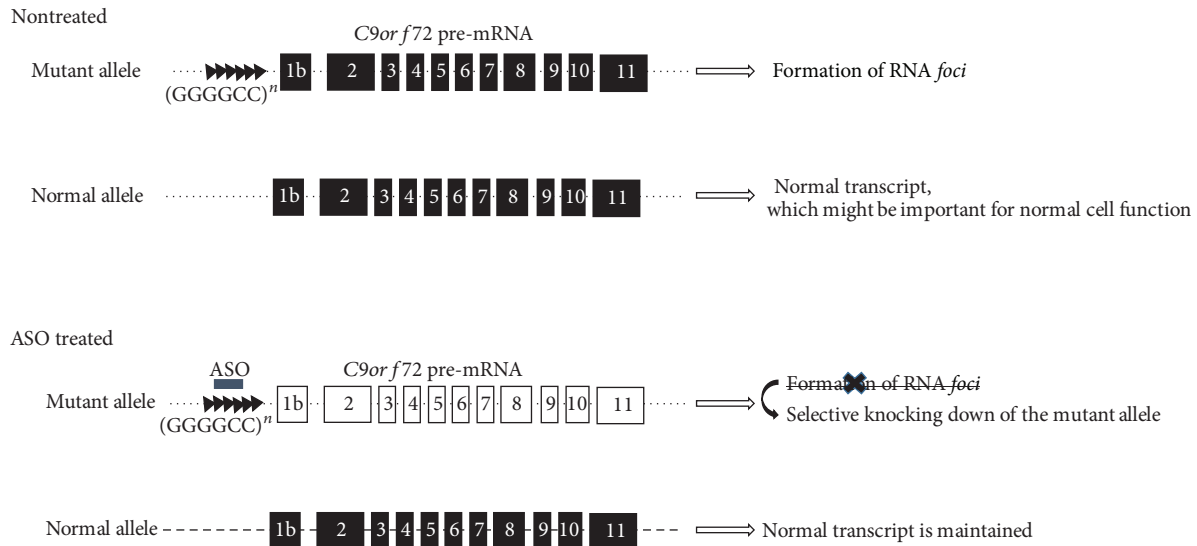 Nontreated
C9orf72 pre-mRNA
Mutant allele 1b 2 3 4 5 6 7 8 9 10 11 Formation of RNA foci
(GGGGCC)ⁿ
Normal allele 1b 2 3 4 5 6 7 8 9 10 11 Normal transcript,
which might be important for normal cell function
ASO treated
ASO C9orf72 pre-mRNA
Formation of RNA foci
Mutant allele 1b 2 3 4 5 6 7 8 9 10 11
Selective knocking down of the mutant allele
(GGGGCC)ⁿ
Normal allele 1b 2 3 4 5 6 7 8 9 10 11 Normal transcript is maintained